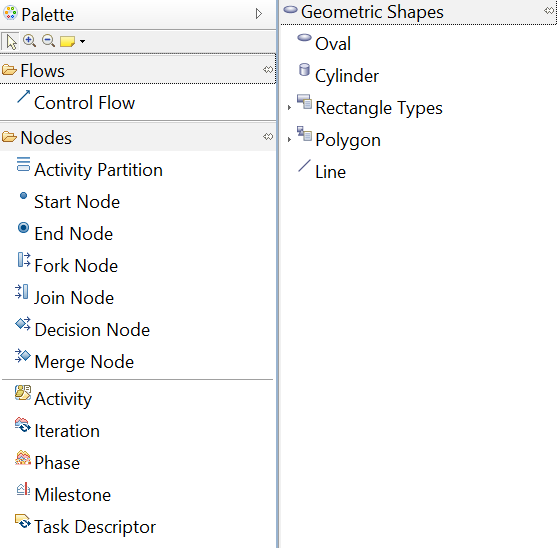 Palette
Flows
Control Flow
Nodes
Activity Partition
Start Node
End Node
Fork Node
Join Node
Decision Node
Merge Node
Activity
Iteration
Phase
Milestone
Task Descriptor
Geometric Shapes
Oval
Cylinder
Rectangle Types
Polygon
Line